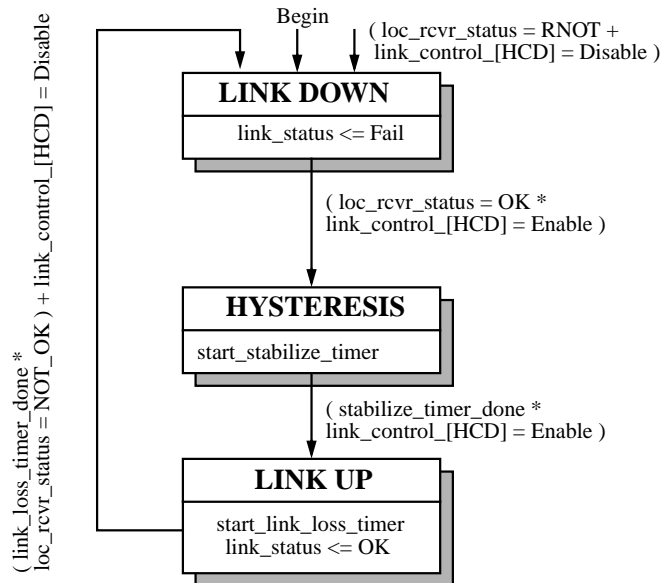 Begin
( loc_rcvr_status = RNOT +
link_control_[HCD] = Disable )
LINK DOWN
link_status <= Fail
( loc_rcvr_status = OK *
link_control_[HCD] = Enable )
HYSTERESIS
start_stabilize_timer
( stabilize_timer_done *
link_control_[HCD] = Enable )
LINK UP
start_link_loss_timer
link_status <= OK
( link_loss_timer_done *
loc_rcvr_status = NOT_OK ) + link_control_[HCD] = Disable